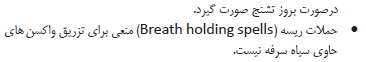 درصورت بروز تشنج صورت گیرد.
• حملات ریسه (Breath holding spells) منعی برای تزریق واکسن های
حاوی سیاه سرفه نیست.